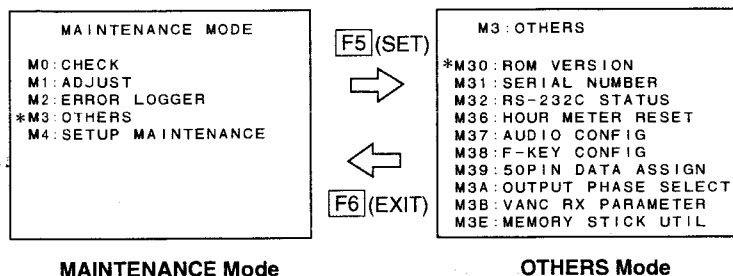 MAINTENANCE MODE
M0:CHECK
M1:ADJUST
M2:ERROR LOGGER
*M3:OTHERS
M4:SETUP MAINTENANCE
MAINTENANCE Mode
F5 (SET)
F6 (EXIT)
M3:OTHERS
*M30:ROM VERSION
M31:SERIAL NUMBER
M32:RS-232C STATUS
M36:HOUR METER RESET
M37:AUDIO CONFIG
M38:F-KEY CONFIG
M39:50PIN DATA ASSIGN
M3A:OUTPUT PHASE SELECT
M3B:VANC RX PARAMETER
M3E:MEMORY STICK UTIL
OTHERS Mode